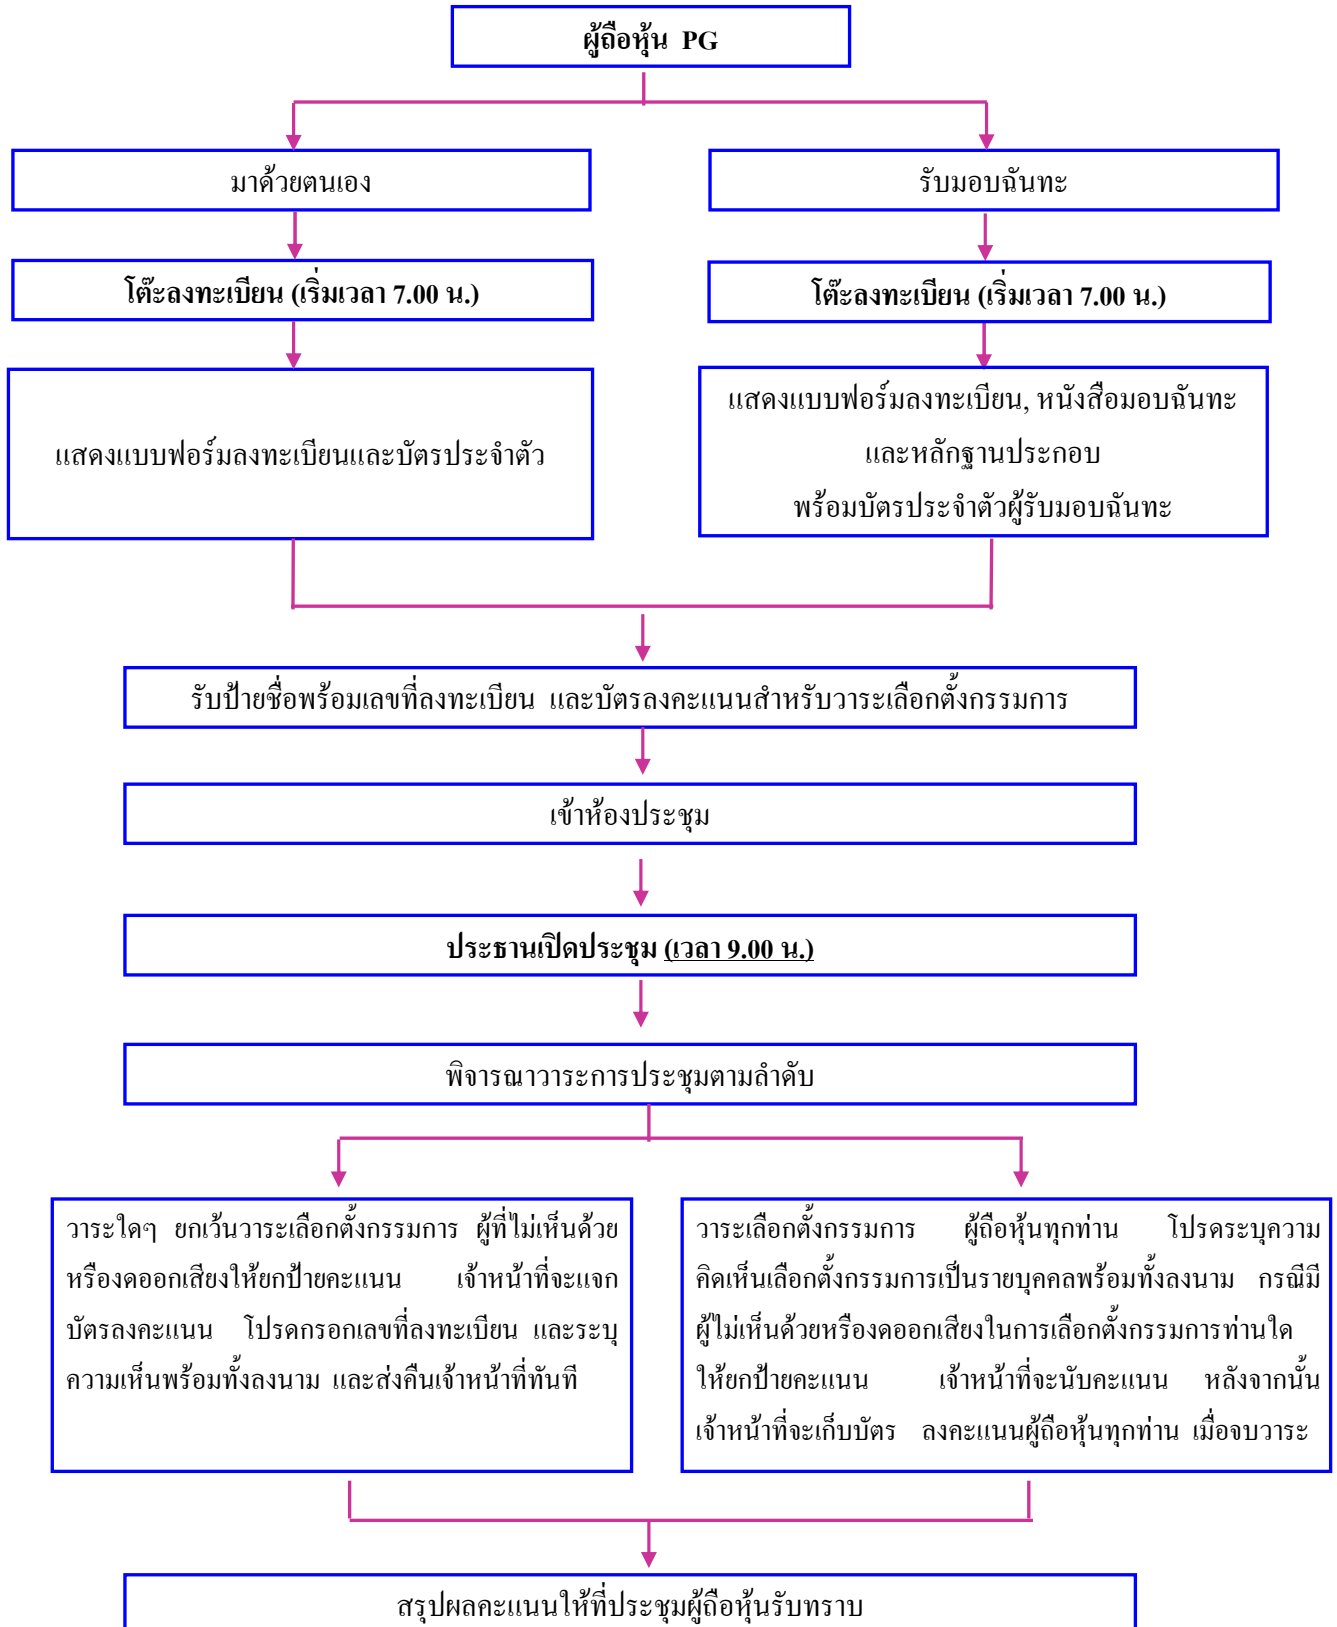 ผู้ถือหุ้น PG
มาด้วยตนเอง
รับมอบฉันทะ
โต๊ะลงทะเบียน (เริ่มเวลา 7.00 น.)
โต๊ะลงทะเบียน (เริ่มเวลา 7.00 น.)
แสดงแบบฟอร์มลงทะเบียนและบัตรประจำตัว
แสดงแบบฟอร์มลงทะเบียน, หนังสือมอบฉันทะ
และหลักฐานประกอบ
พร้อมบัตรประจำตัวผู้รับมอบฉันทะ
รับป้ายชื่อพร้อมเลขที่ลงทะเบียน และบัตรลงคะแนนสำหรับวาระเลือกตั้งกรรมการ
เข้าห้องประชุม
ประธานเปิดประชุม (เวลา 9.00 น.)
พิจารณาวาระการประชุมตามลำดับ
วาระใดๆ ยกเว้นวาระเลือกตั้งกรรมการ ผู้ที่ไม่เห็นด้วย
หรืองดออกเสียงให้ยกป้ายคะแนน เจ้าหน้าที่จะแจก
บัตรลงคะแนน โปรดกรอกเลขที่ลงทะเบียน และระบุ
ความเห็นพร้อมทั้งลงนาม และส่งคืนเจ้าหน้าที่ทันที
วาระเลือกตั้งกรรมการ ผู้ถือหุ้นทุกท่าน โปรดระบุความ
คิดเห็นเลือกตั้งกรรมการเป็นรายบุคคลพร้อมทั้งลงนาม กรณีมี
ผู้ไม่เห็นด้วยหรืองดออกเสียงในการเลือกตั้งกรรมการท่านใด
ให้ยกป้ายคะแนน เจ้าหน้าที่จะนับคะแนน หลังจากนั้น
เจ้าหน้าที่จะเก็บบัตร ลงคะแนนผู้ถือหุ้นทุกท่าน เมื่อจบวาระ
สรุปผลคะแนนให้ที่ประชุมผู้ถือหุ้นรับทราบ